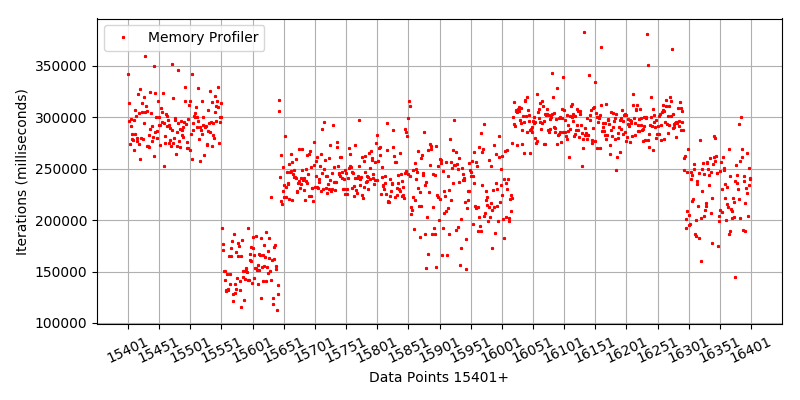 Memory Profiler
350000
300000
250000
200000
150000
100000
Iterations (milliseconds)
15401 15451 15501 15551 15601 15651 15701 15751 15801 15851 15901 15951 16001 16051 16101 16151 16201 16251 16301 16351 16401
Data Points 15401+